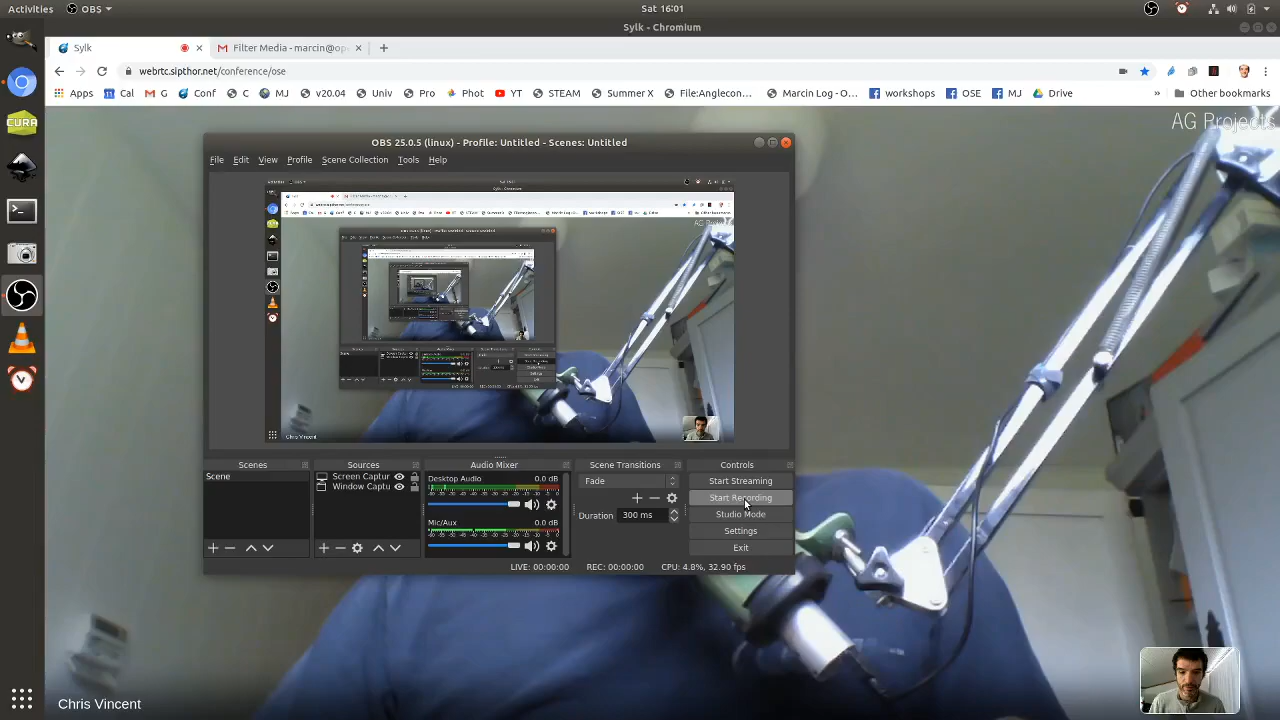 Activities
OBS
Sat 16:01
Sylk - Chromium
Sylk
Filter Media - marcin@op
webrtc.sipthor.net/conference/ose
Apps Cal G Conf C MJ v20.04 Univ Pro Phot YT STEAM Summer X File:Anglecon... Marcin Log - O... workshops OSE MJ Drive » Other bookmarks
AG Projects
CURA
OBS 25.0.5 (linux) - Profile: Untitled - Scenes: Untitled
File Edit View Profile Scene Collection Tools Help
Chris Vincent
Scenes Sources Audio Mixer Scene Transitions Controls
Scene
Screen Captur
Window Captu
Desktop Audio 0.0 dB
Mic/Aux 0.0 dB
Fade
Duration 300 ms
Start Streaming
Start Recording
Studio Mode
Settings
Exit
LIVE: 00:00:00 REC: 00:00:00 CPU: 4.8%, 32.90 fps
Chris Vincent